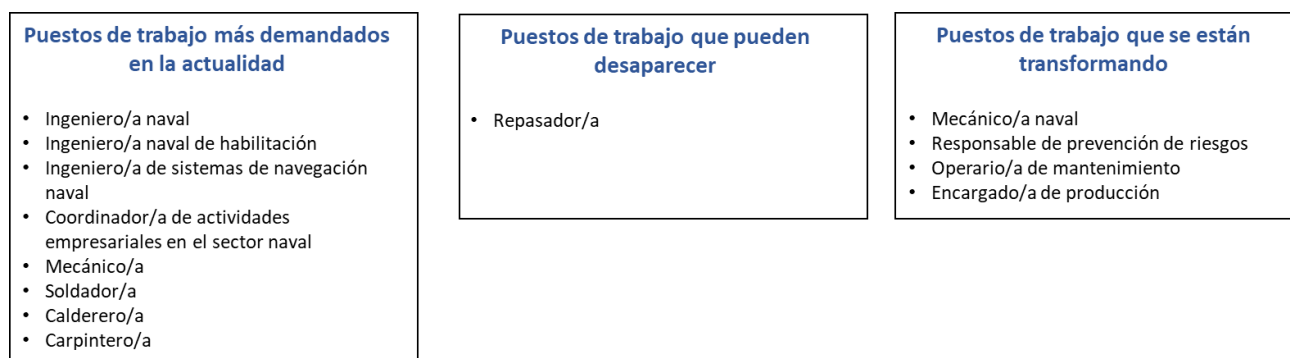 Puestos de trabajo más demandados
en la actualidad
• Ingeniero/a naval
• Ingeniero/a naval de habilitación
• Ingeniero/a de sistemas de navegación
naval
• Coordinador/a de actividades
empresariales en el sector naval
• Mecánico/a
• Soldador/a
• Calderero/a
• Carpintero/a
Puestos de trabajo que pueden
desaparecer
• Repasador/a
Puestos de trabajo que se están
transformando
• Mecánico/a naval
• Responsable de prevención de riesgos
• Operario/a de mantenimiento
• Encargado/a de producción